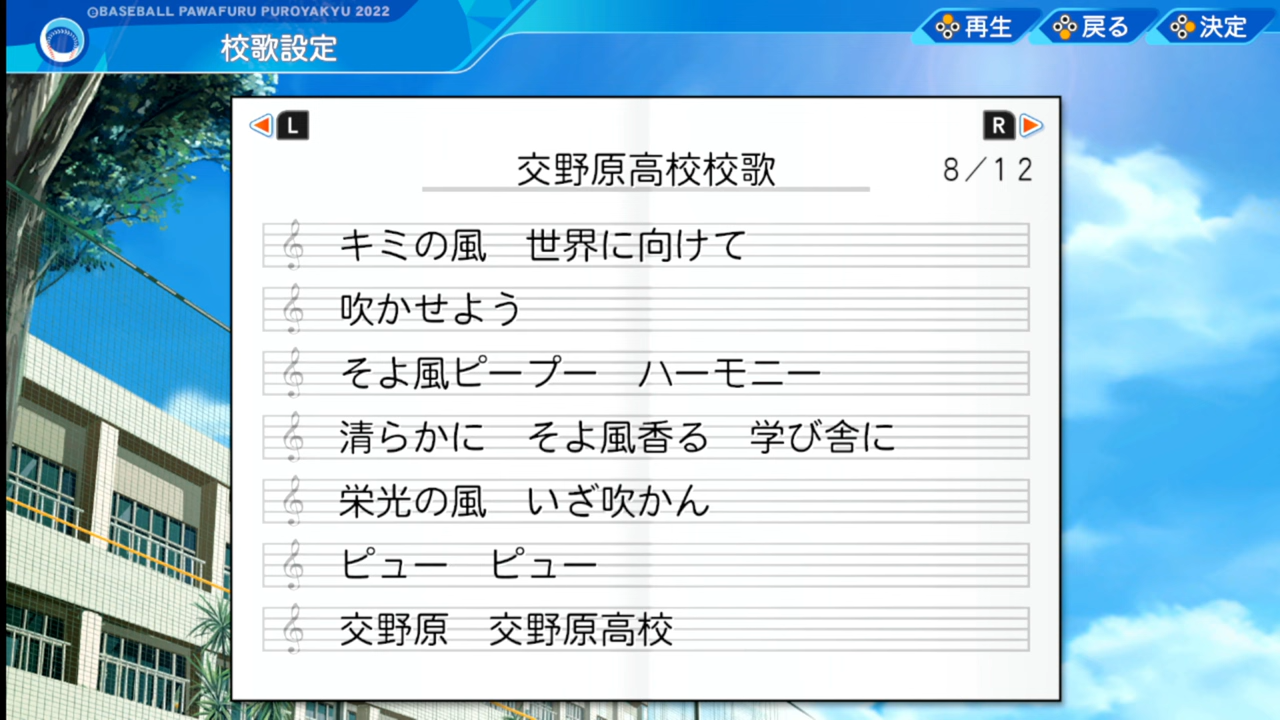 ©BASEBALL PAWAFURU PUROYAKYU 2022
校歌設定
再生 戻る 決定
L R
交野原高校校歌 8/12
キミの風　世界に向けて
吹かせよう
そよ風ピープー　ハーモニー
清らかに　そよ風香る　学び舎に
栄光の風　いざ吹かん
ピュー　ピュー
交野原　交野原高校